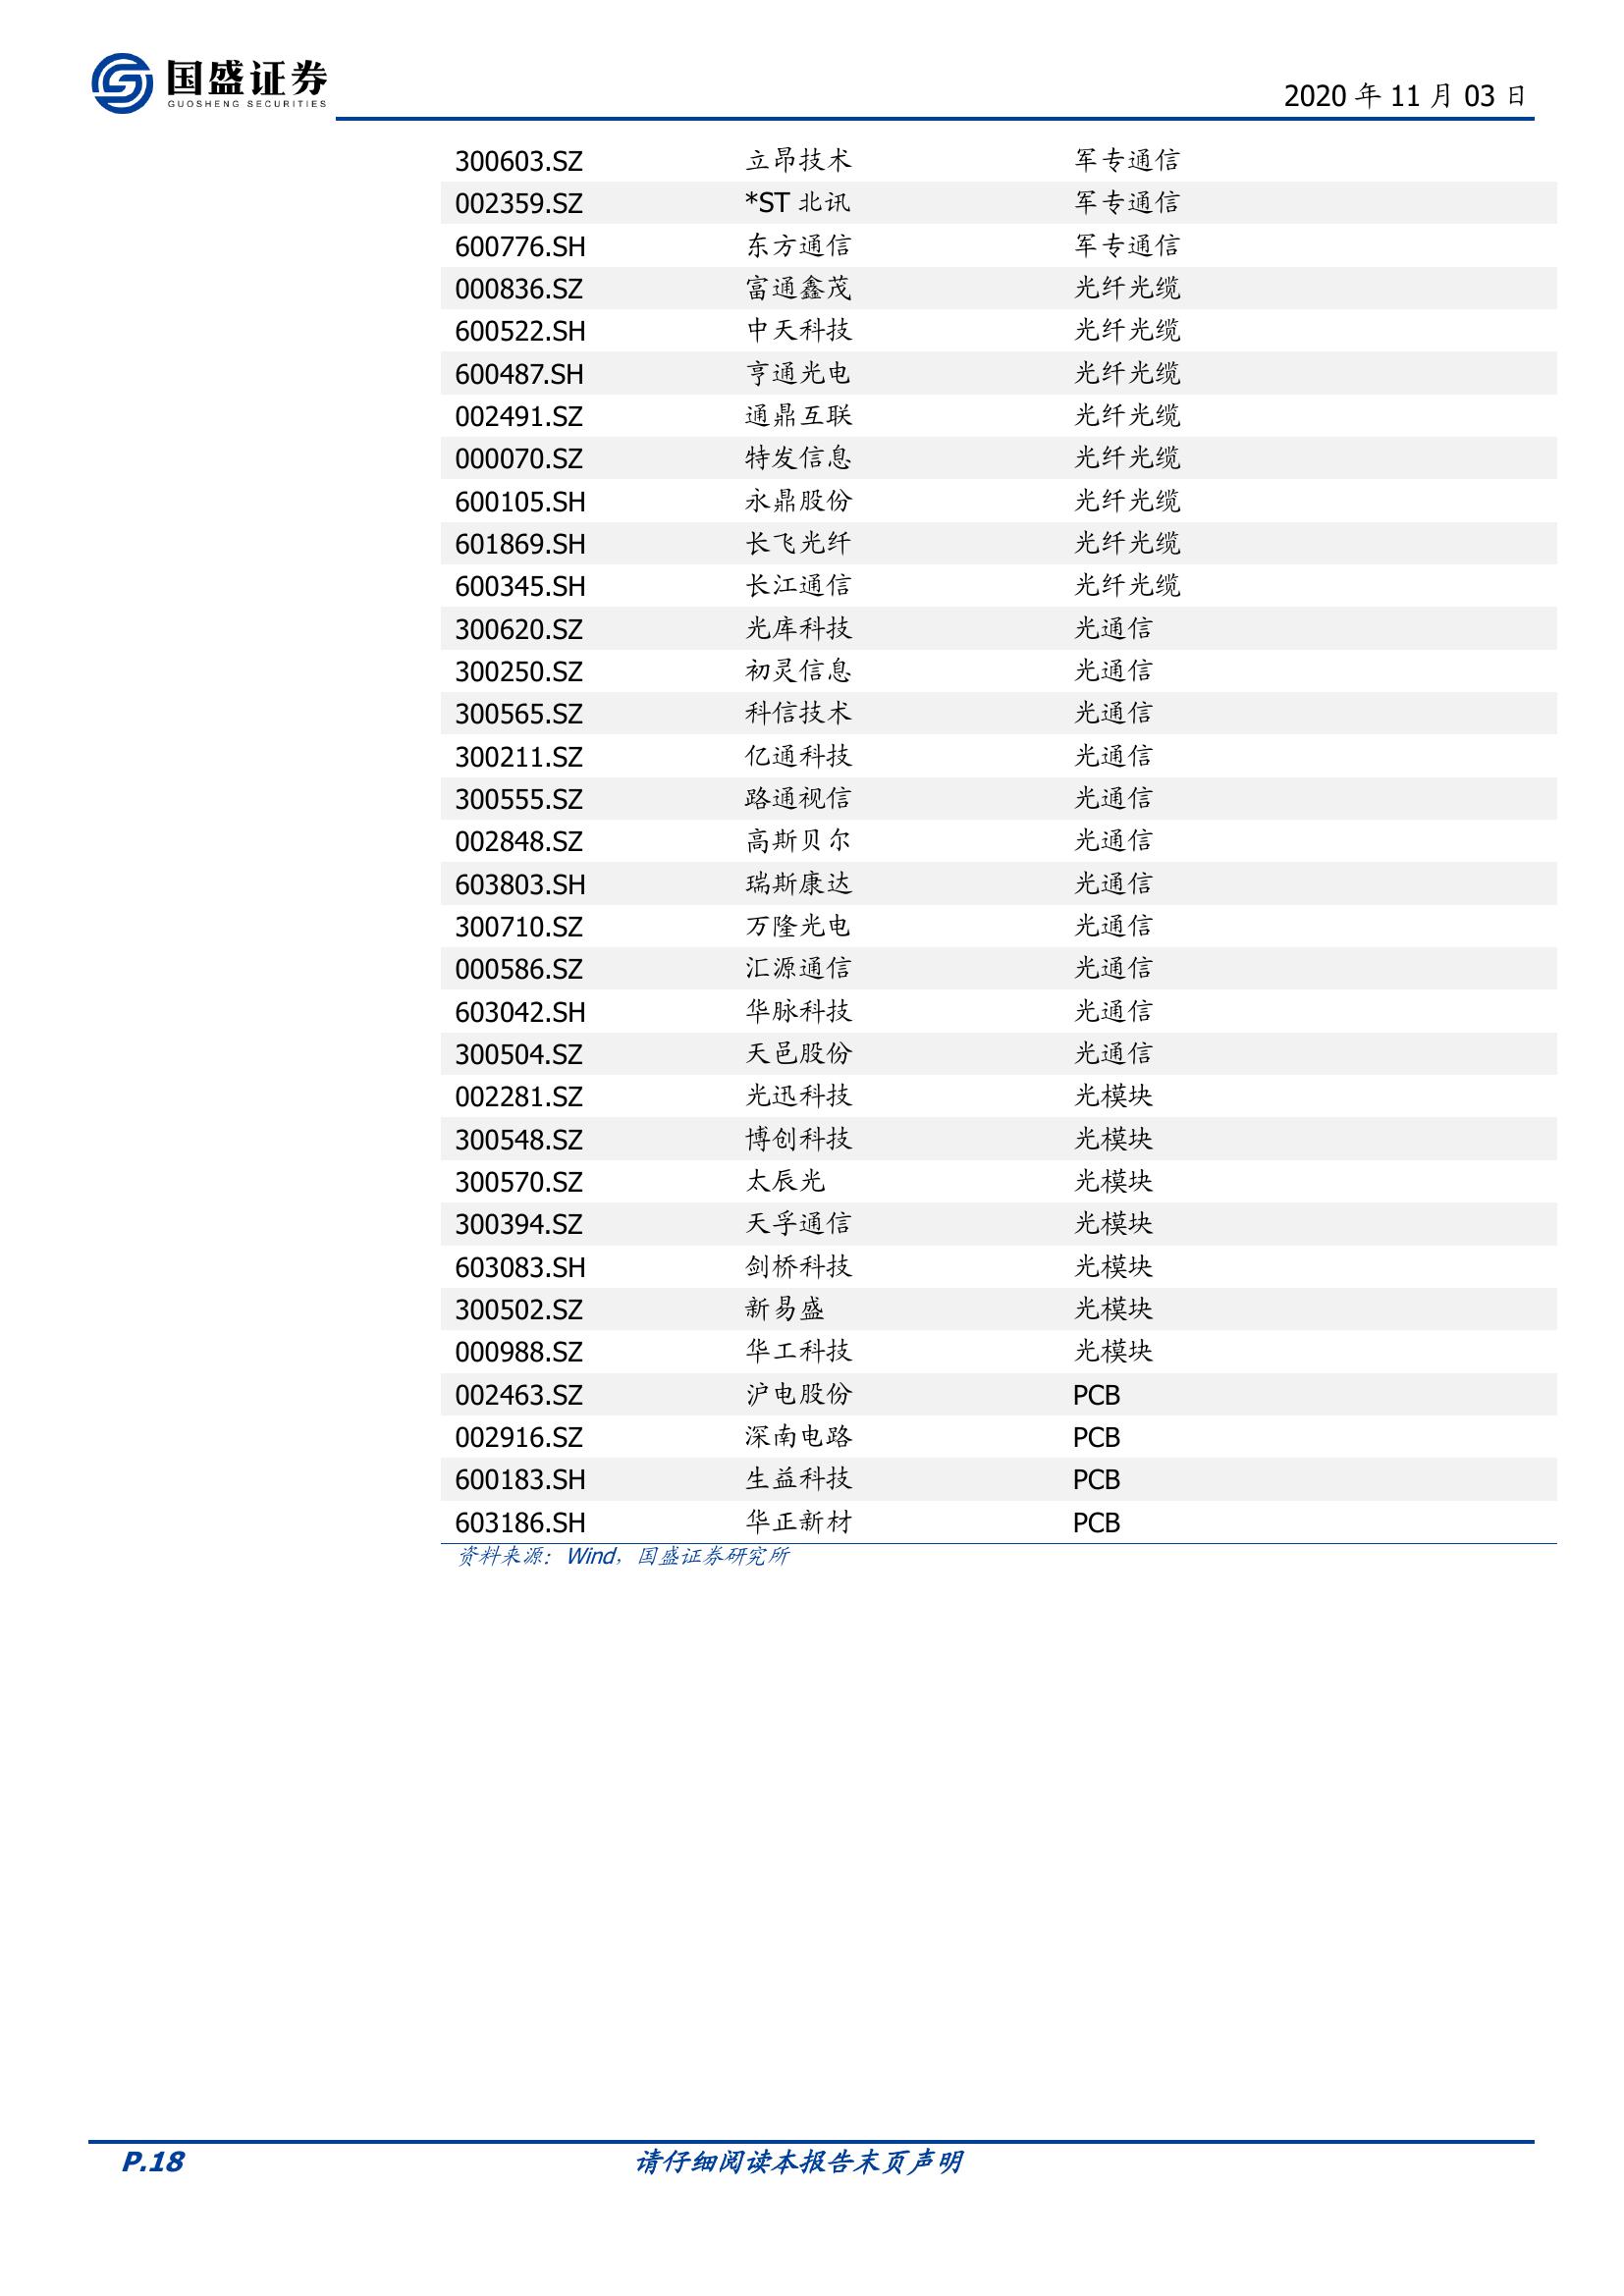 国盛证券
GUOSHENG SECURITIES
2020 年 11 月 03 日
300603.SZ 立昂技术 军专通信
002359.SZ *ST 北讯 军专通信
600776.SH 东方通信 军专通信
000836.SZ 富通鑫茂 光纤光缆
600522.SH 中天科技 光纤光缆
600487.SH 亨通光电 光纤光缆
002491.SZ 通鼎互联 光纤光缆
000070.SZ 特发信息 光纤光缆
600105.SH 永鼎股份 光纤光缆
601869.SH 长飞光纤 光纤光缆
600345.SH 长江通信 光纤光缆
300620.SZ 光库科技 光通信
300250.SZ 初灵信息 光通信
300565.SZ 科信技术 光通信
300211.SZ 亿通科技 光通信
300555.SZ 路通视信 光通信
002848.SZ 高斯贝尔 光通信
603803.SH 瑞斯康达 光通信
300710.SZ 万隆光电 光通信
000586.SZ 汇源通信 光通信
603042.SH 华脉科技 光通信
300504.SZ 天邑股份 光通信
002281.SZ 光迅科技 光模块
300548.SZ 博创科技 光模块
300570.SZ 太辰光 光模块
300394.SZ 天孚通信 光模块
603083.SH 剑桥科技 光模块
300502.SZ 新易盛 光模块
000988.SZ 华工科技 光模块
002463.SZ 沪电股份 PCB
002916.SZ 深南电路 PCB
600183.SH 生益科技 PCB
603186.SH 华正新材 PCB
资料来源：Wind，国盛证券研究所
P.18 请仔细阅读本报告末页声明